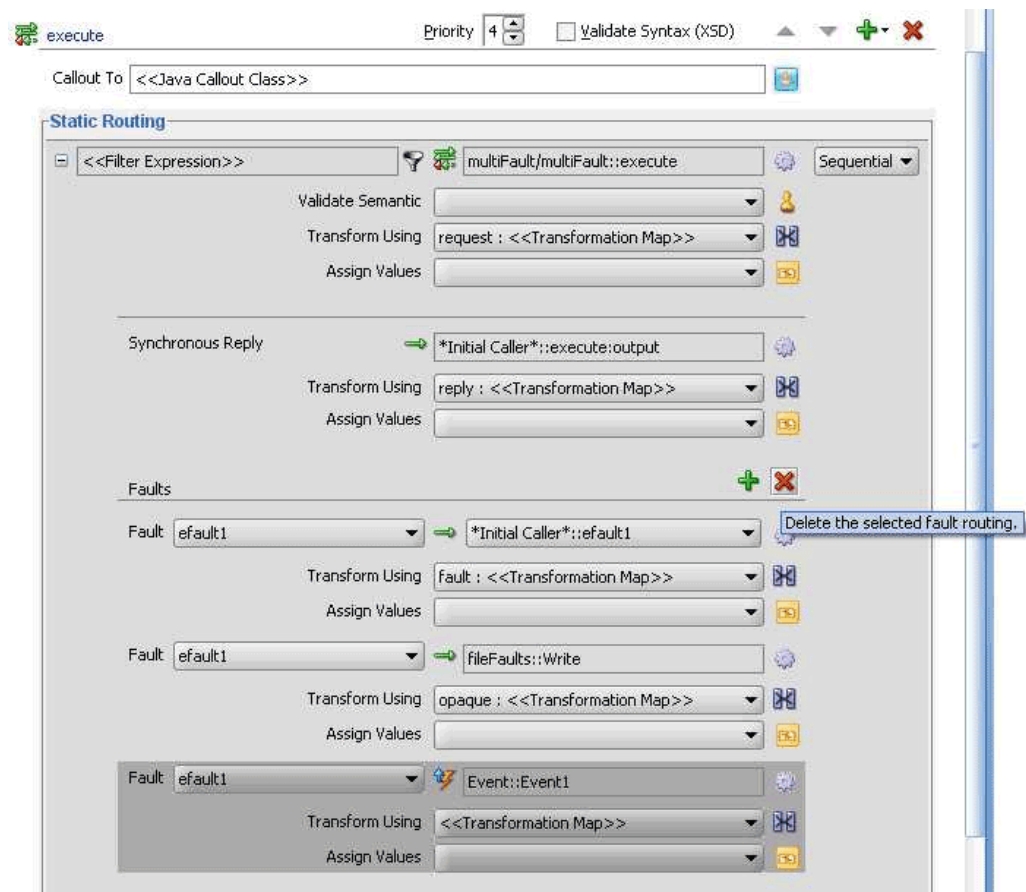 execute Priority 4 Validate Syntax (XSD)
Callout To <<Java Callout Class>>
Static Routing
<<Filter Expression>> multiFault/multiFault::execute Sequential
Validate Semantic
Transform Using request : <<Transformation Map>>
Assign Values
Synchronous Reply *Initial Caller*::execute:output
Transform Using reply : <<Transformation Map>>
Assign Values
Faults
Delete the selected fault routing.
Fault efault1 *Initial Caller*::efault1
Transform Using fault : <<Transformation Map>>
Assign Values
Fault efault1 fileFaults::Write
Transform Using opaque : <<Transformation Map>>
Assign Values
Fault efault1 Event::Event1
Transform Using <<Transformation Map>>
Assign Values